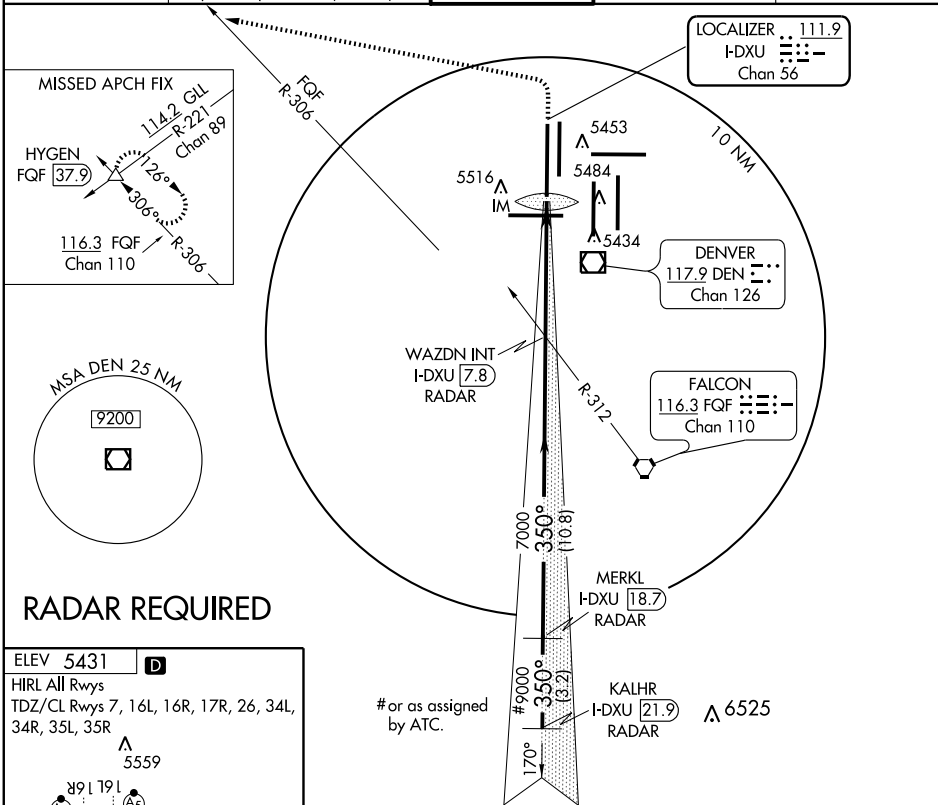 LOCALIZER 111.9
I-DXU
Chan 56
MISSED APCH FIX
114.2 GLL
R-221
Chan 89
HYGEN
FQF 37.9
126°
306°
116.3 FQF
Chan 110
R-306
FQF
R-306
10 NM
5453
5516
5484
IM
5434
DENVER
117.9 DEN
Chan 126
WAZDN INT
I-DXU 7.8
RADAR
R-312
FALCON
116.3 FQF
Chan 110
MSA DEN 25 NM
9200
7000
350°
(10.8)
MERKL
I-DXU 18.7
RADAR
RADAR REQUIRED
#9000
350°
(3.2)
KALHR
I-DXU 21.9
RADAR
6525
170°
#or as assigned
by ATC.
ELEV 5431 D
HIRL All Rwys
TDZ/CL Rwys 7, 16L, 16R, 17R, 26, 34L,
34R, 35L, 35R
5559
16R
16L
A5